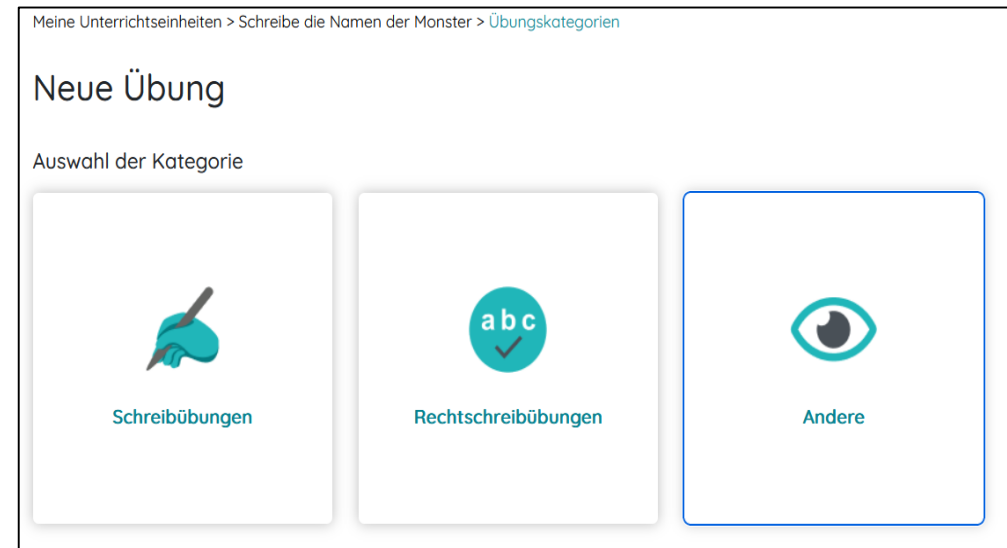 Meine Unterrichtseinheiten > Schreibe die Namen der Monster > Übungskategorien
Neue Übung
Auswahl der Kategorie
abc
Schreibübungen
Rechtschreibübungen
Andere